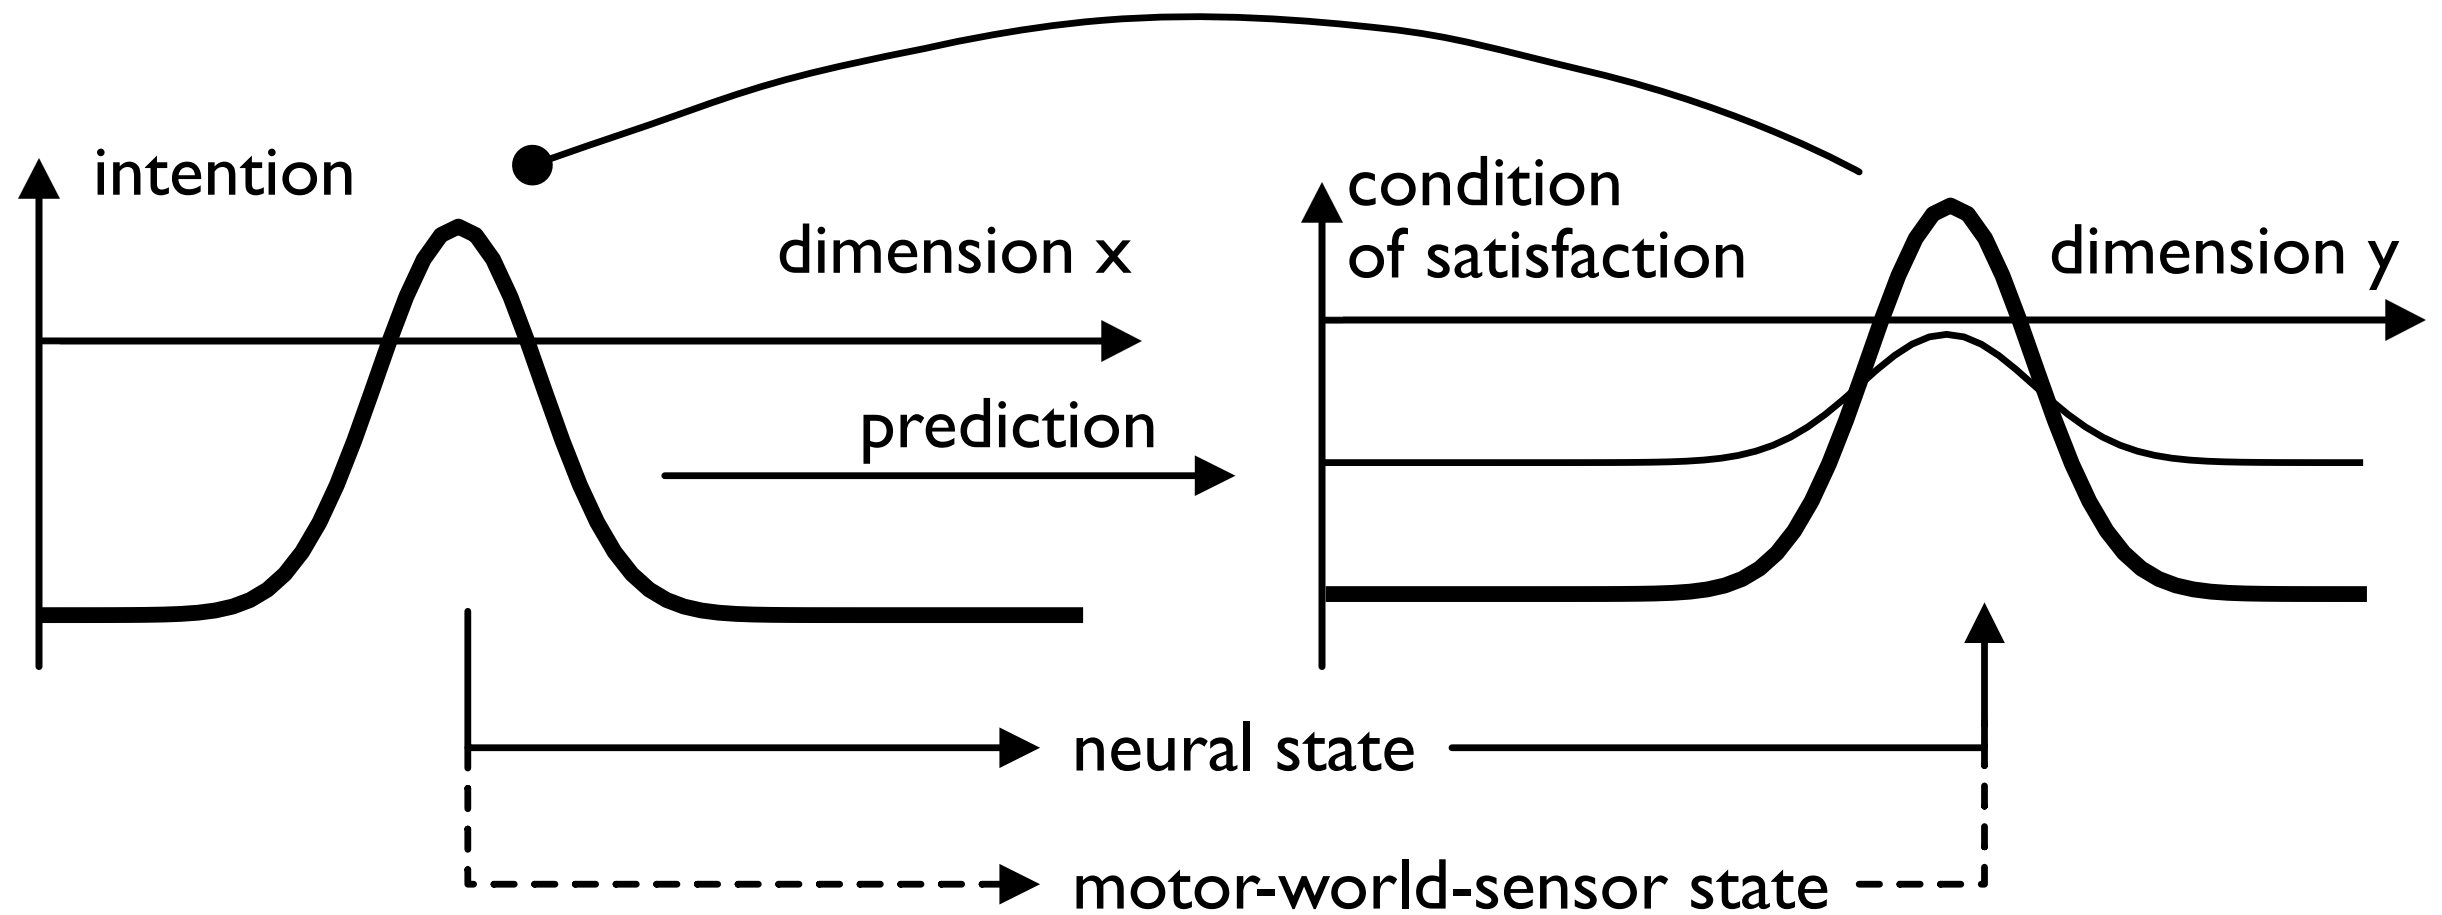 intention
dimension x
prediction
condition
of satisfaction
dimension y
neural state
motor-world-sensor state